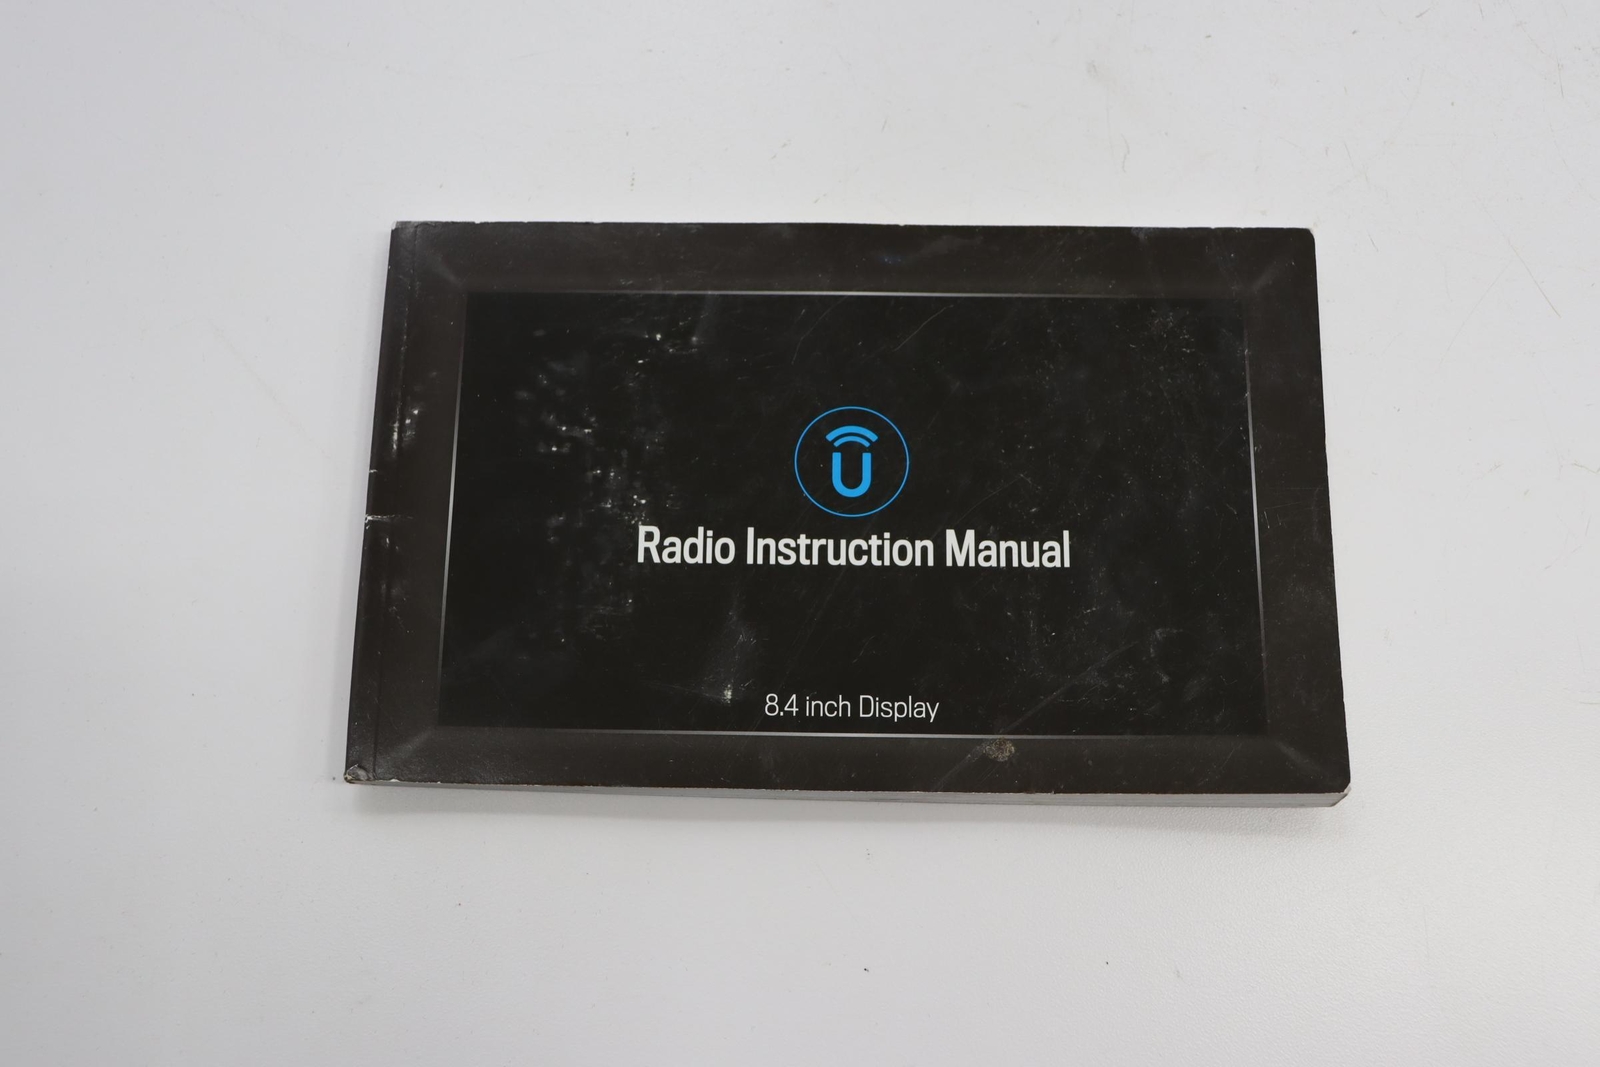 U
Radio Instruction Manual
8.4 inch Display